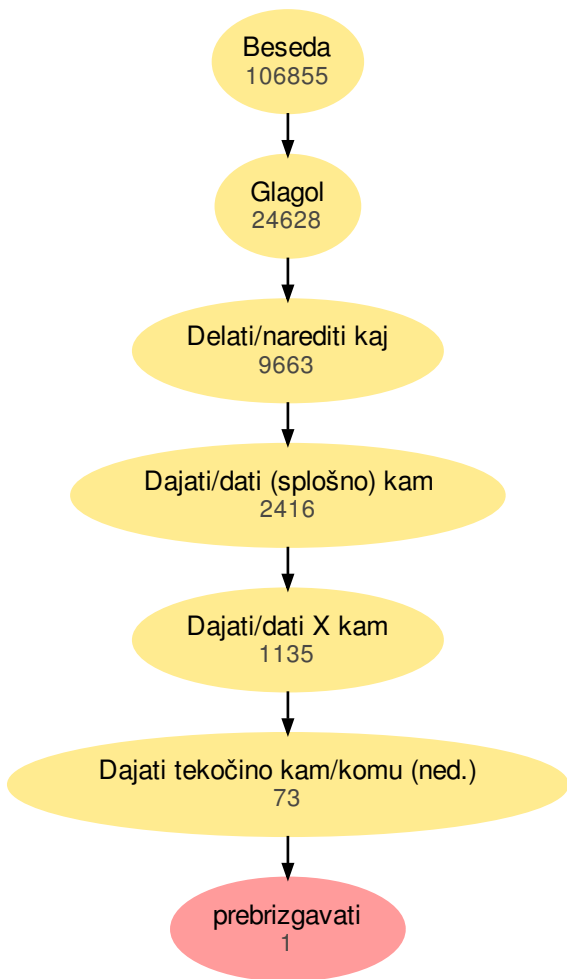 Beseda
106855
Glagol
24628
Delati/narediti kaj
9663
Dajati/dati (splošno) kam
2416
Dajati/dati X kam
1135
Dajati tekočino kam/komu (ned.)
73
prebrizgavati
1